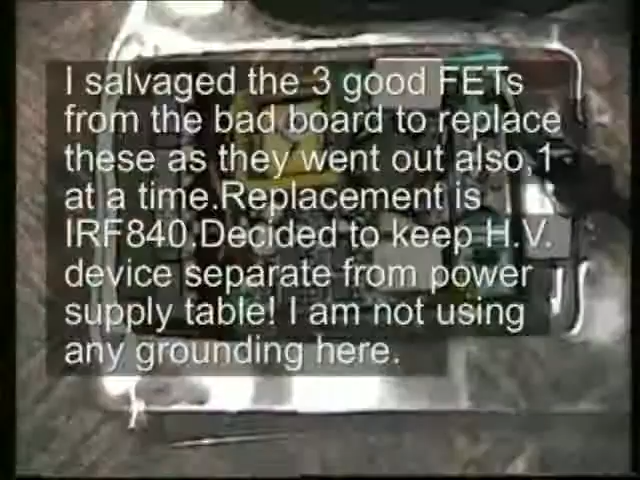 I salvaged the 3 good FETs
from the bad board to replace
these as they went out also,1
at a time.Replacement is
IRF840.Decided to keep H.V.
device separate from power
supply table! I am not using
any grounding here.